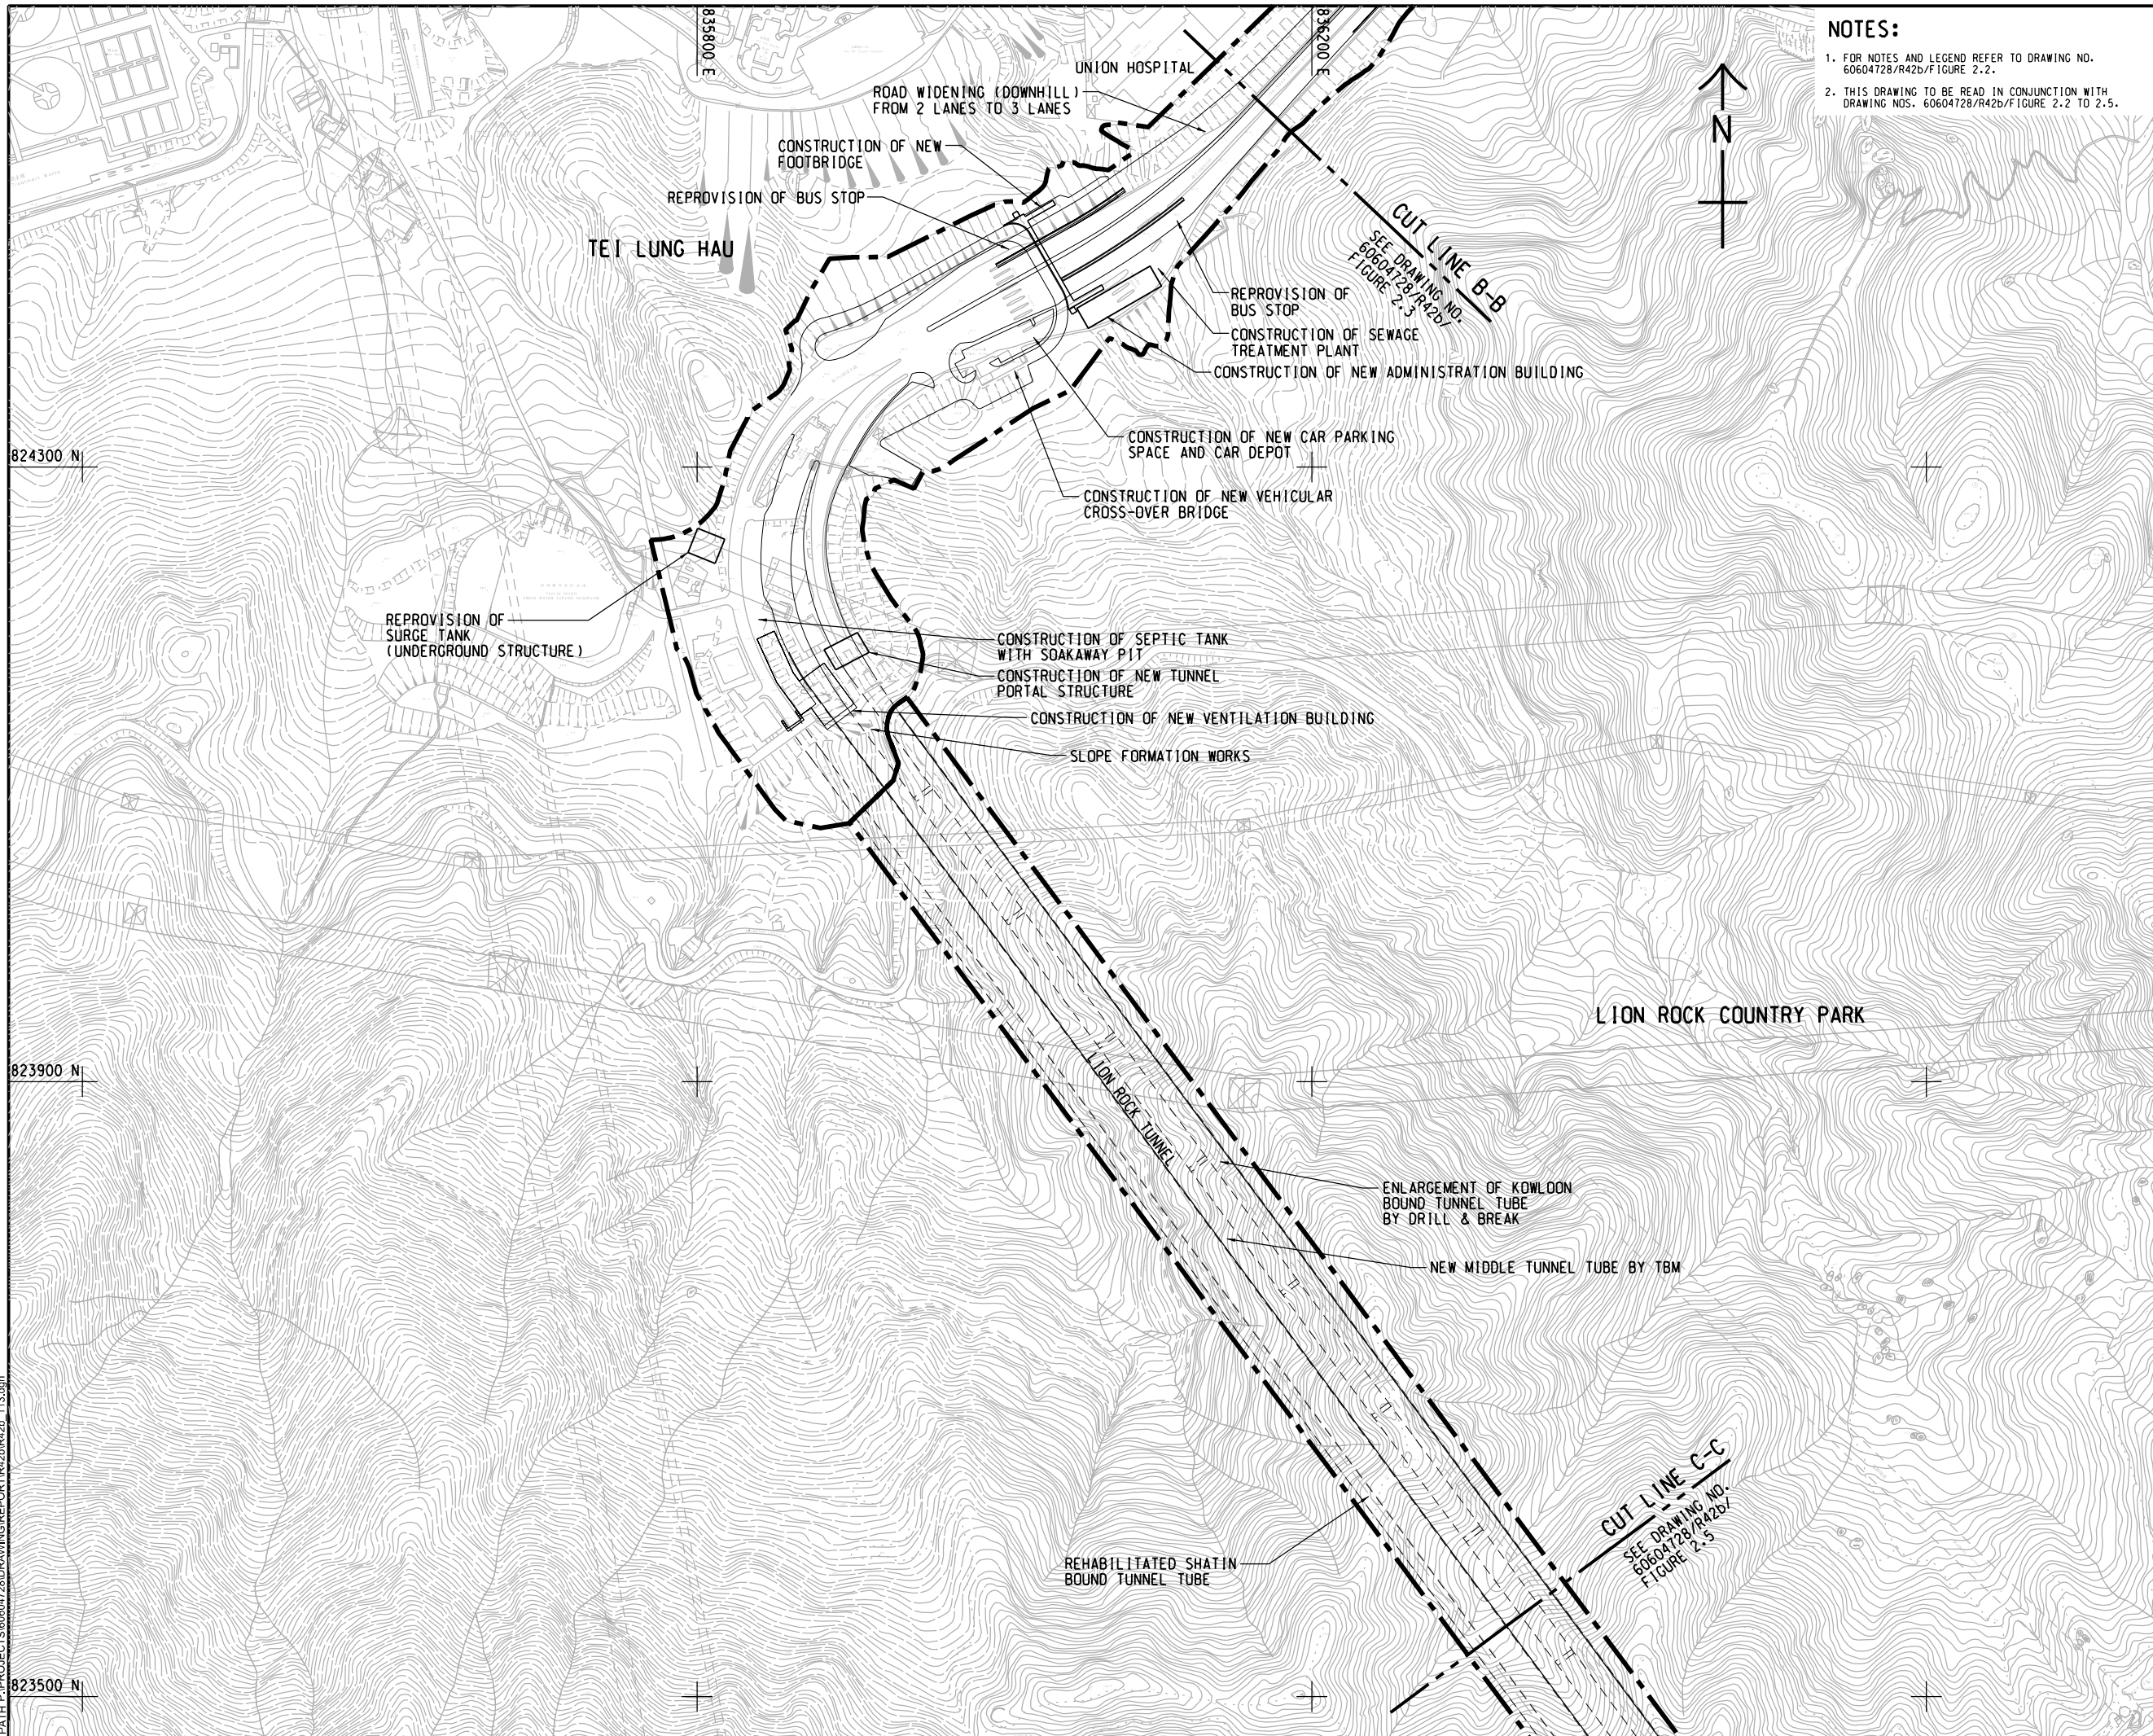 NOTES:
1. FOR NOTES AND LEGEND REFER TO DRAWING NO.
60604728/R42b/FIGURE 2.2.
2. THIS DRAWING TO BE READ IN CONJUNCTION WITH
DRAWING NOS. 60604728/R42b/FIGURE 2.2 TO 2.5.
N
835800 E
836200 E
UNION HOSPITAL
ROAD WIDENING (DOWNHILL)
FROM 2 LANES TO 3 LANES
CONSTRUCTION OF NEW
FOOTBRIDGE
REPROVISION OF BUS STOP
TEI LUNG HAU
CUT LINE B-B
SEE DRAWING NO.
60604728/R42b/
FIGURE 2.3
REPROVISION OF
BUS STOP
CONSTRUCTION OF SEWAGE
TREATMENT PLANT
CONSTRUCTION OF NEW ADMINISTRATION BUILDING
CONSTRUCTION OF NEW CAR PARKING
SPACE AND CAR DEPOT
824300 N
CONSTRUCTION OF NEW VEHICULAR
CROSS-OVER BRIDGE
REPROVISION OF
SURGE TANK
(UNDERGROUND STRUCTURE)
CONSTRUCTION OF SEPTIC TANK
WITH SOAKAWAY PIT
CONSTRUCTION OF NEW TUNNEL
PORTAL STRUCTURE
CONSTRUCTION OF NEW VENTILATION BUILDING
SLOPE FORMATION WORKS
LION ROCK COUNTRY PARK
823900 N
LION ROCK TUNNEL
ENLARGEMENT OF KOWLOON
BOUND TUNNEL TUBE
BY DRILL & BREAK
NEW MIDDLE TUNNEL TUBE BY TBM
CUT LINE C-C
SEE DRAWING NO.
60604728/R42b/
FIGURE 2.5
REHABILITATED SHATIN
BOUND TUNNEL TUBE
823500 N